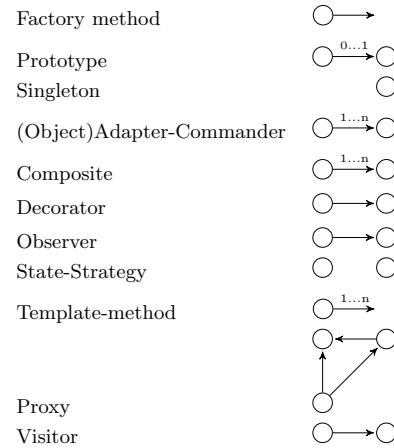 Factory method
Prototype 0...1
Singleton
(Object)Adapter-Commander 1...n
Composite 1...n
Decorator
Observer
State-Strategy
Template-method 1...n
Proxy
Visitor